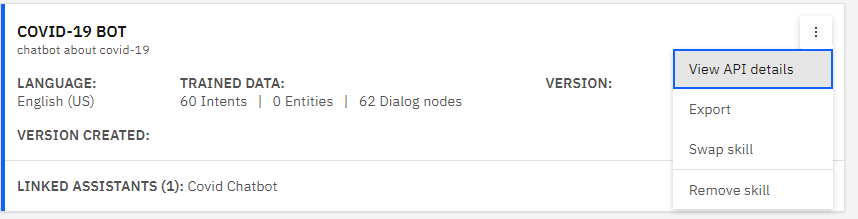 COVID-19 BOT
chatbot about covid-19
LANGUAGE: TRAINED DATA: VERSION:
English (US) 60 Intents | 0 Entities | 62 Dialog nodes
VERSION CREATED:
LINKED ASSISTANTS (1): Covid Chatbot
View API details
Export
Swap skill
Remove skill